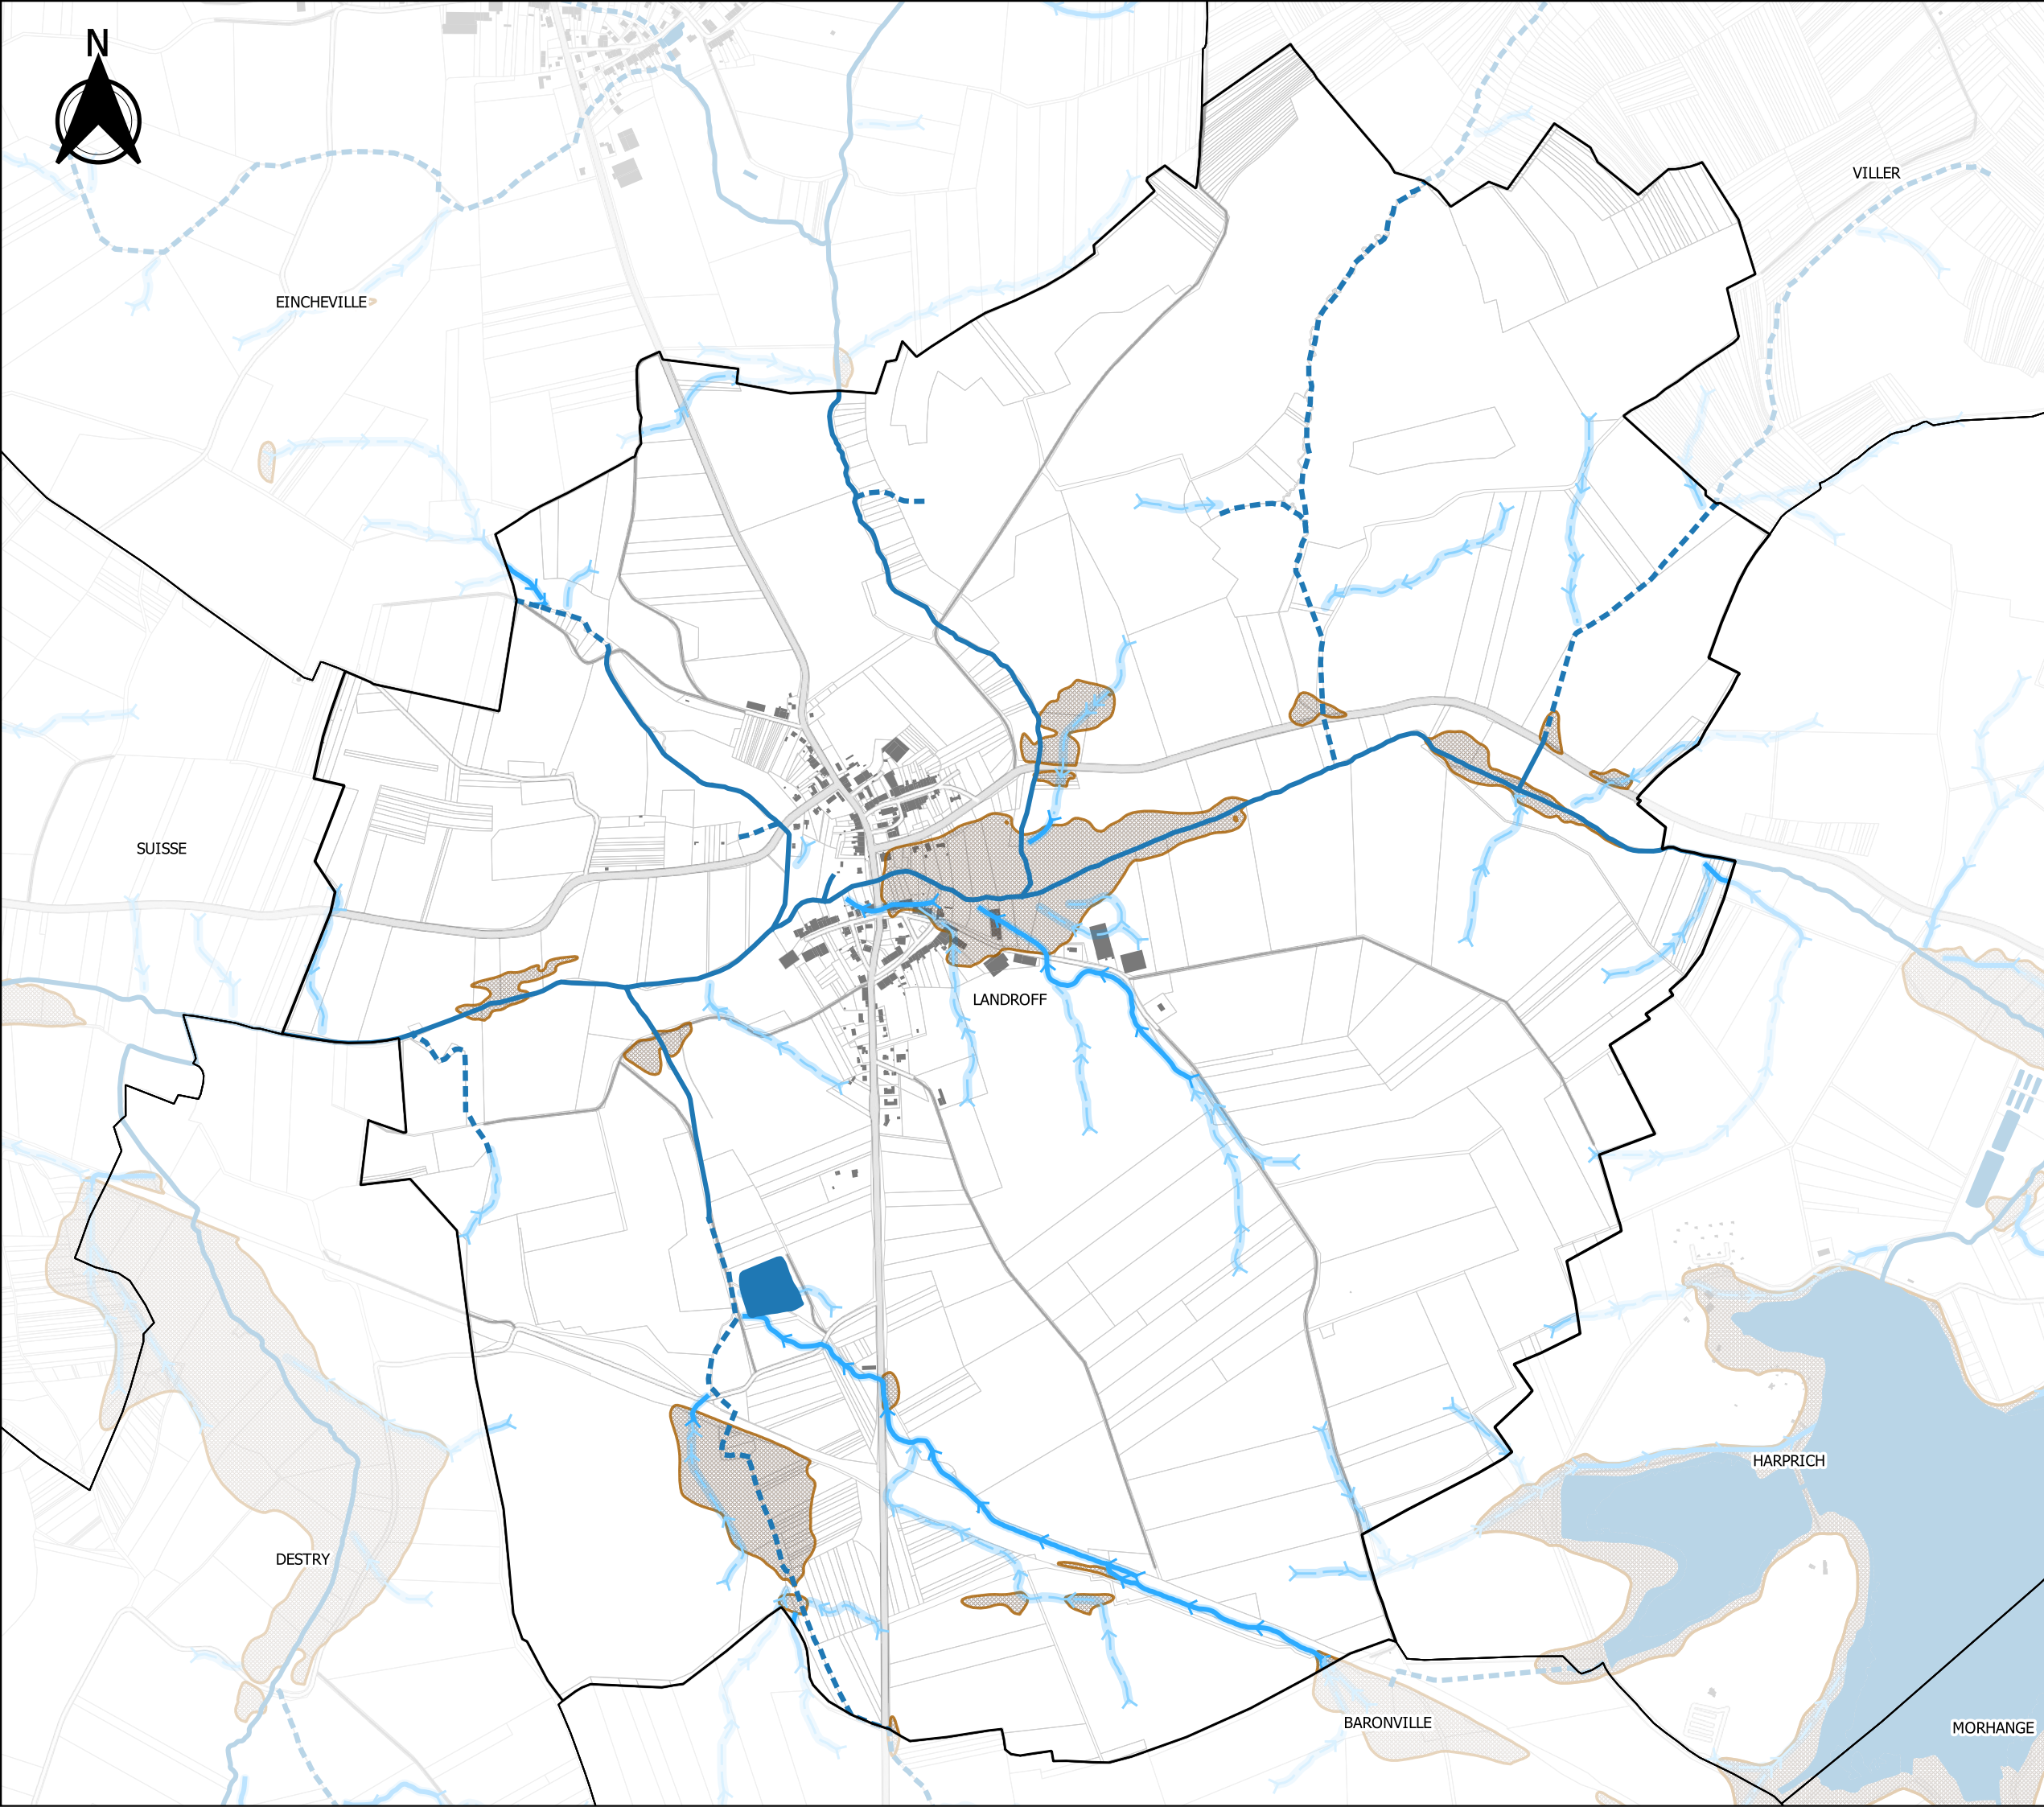 N
VILLER
EINCHEVILLE
SUISSE
LANDROFF
HARPRICH
DESTRY
BARONVILLE
MORHANGE